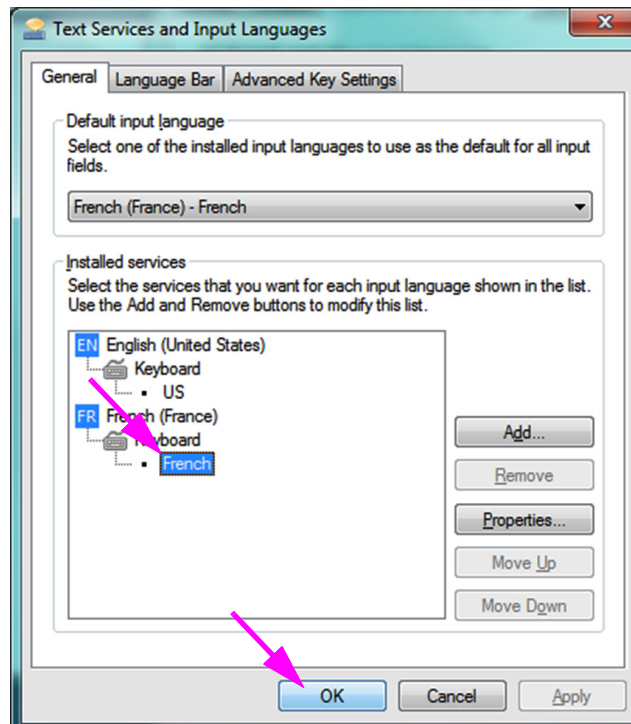 Text Services and Input Languages
General
Language Bar
Advanced Key Settings
Default input language
Select one of the installed input languages to use as the default for all input
fields.
French (France) - French
Installed services
Select the services that you want for each input language shown in the list.
Use the Add and Remove buttons to modify this list.
EN English (United States)
Keyboard
US
FR French (France)
Keyboard
French
Add...
Remove
Properties...
Move Up
Move Down
OK
Cancel
Apply